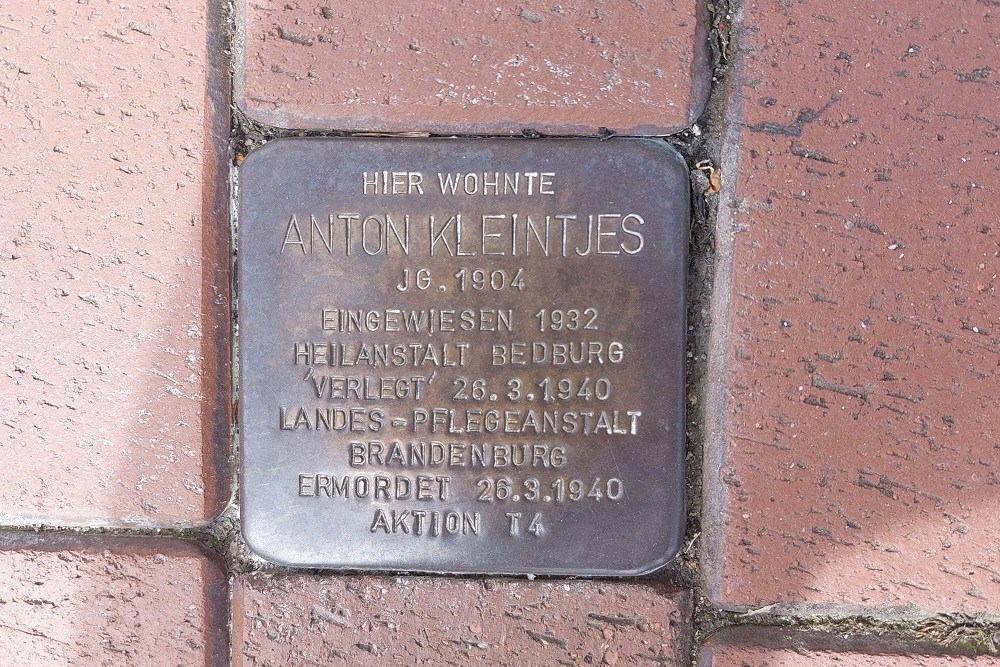 HIER WOHNTE
ANTON KLEINTJES
JG. 1904
EINGEWIESEN 1932
HEILANSTALT BEDBURG
'VERLEGT' 26.3.1940
LANDES-PFLEGEANSTALT
BRANDENBURG
ERMORDET 26.3.1940
AKTION T4